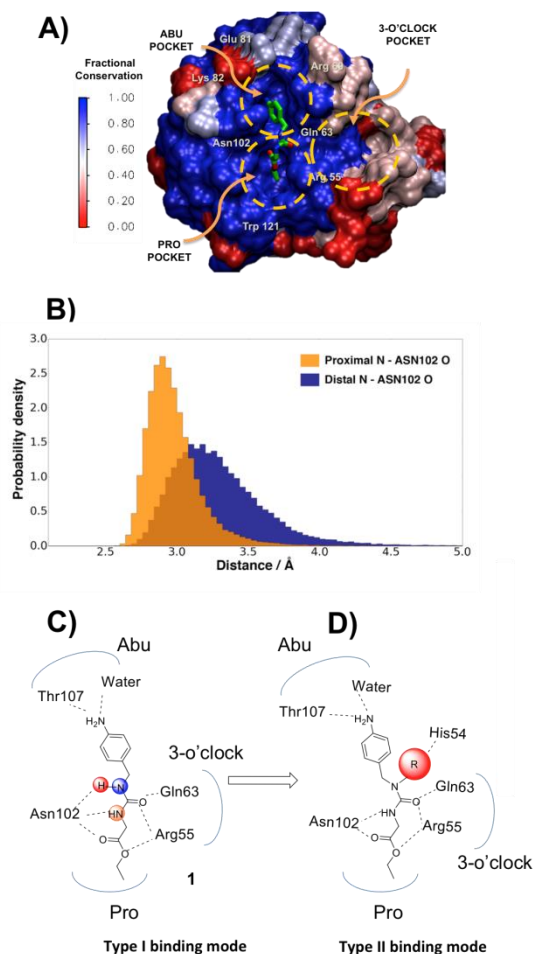 A)
ABU
POCKET
Glu 81
3-O'CLOCK
POCKET
Fractional
Conservation
Lys 82
1.00
0.80
0.60
0.40
0.20
0.00
Asn102
Gln 63
Arg 55
PRO
POCKET
Trp 121
B)
3.0
2.5
2.0
1.5
1.0
0.5
0.0
Probability density
Proximal N - ASN102 O
Distal N - ASN102 O
2.5 3.0 3.5 4.0 4.5 5.0
Distance / Å
C)
Abu
Thr107
Water
H₂N
3-o'clock
H
N
Asn102
HN
O
Gln63
O
O
Arg55
1
Pro
Type I binding mode
D)
Abu
Water
Thr107
H₂N
His54
R
N
Gln63
Asn102
HN
O
O
O
Arg55
3-o'clock
Pro
Type II binding mode